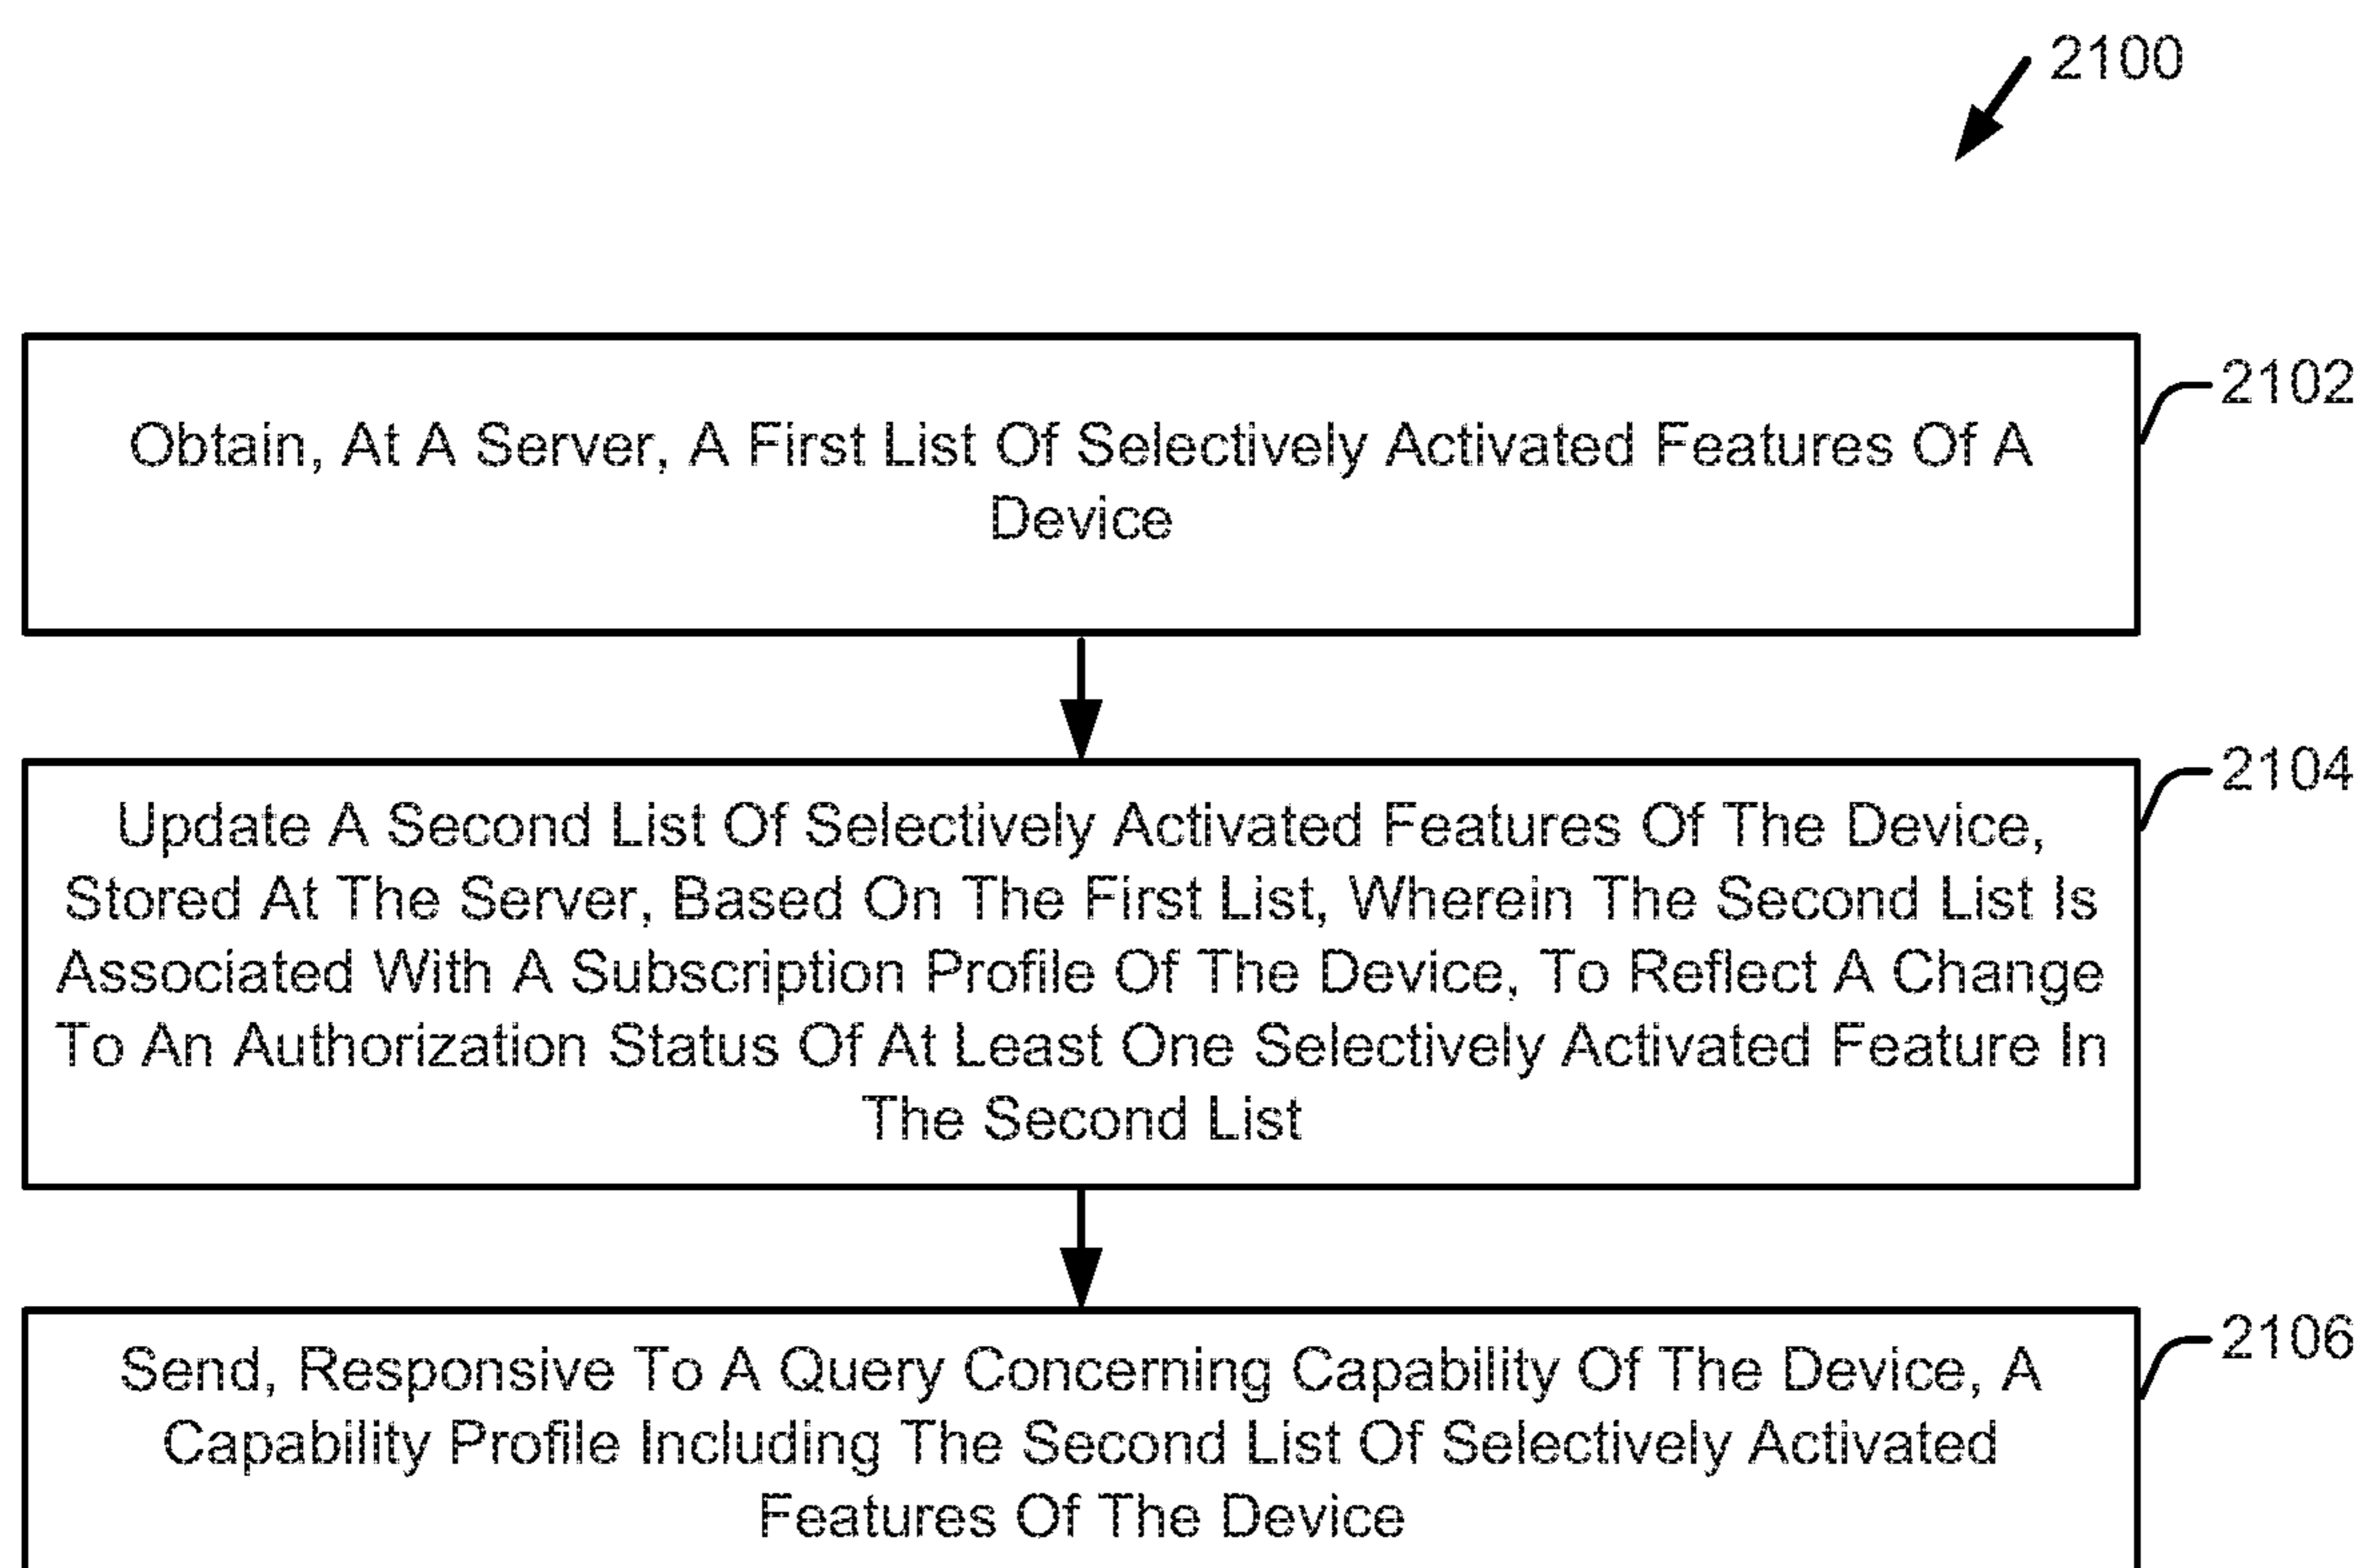 2100
2102
Obtain, At A Server, A First List Of Selectively Activated Features Of A
Device
2104
Update A Second List Of Selectively Activated Features Of The Device,
Stored At The Server, Based On The First List, Wherein The Second List Is
Associated With A Subscription Profile Of The Device, To Reflect A Change
To An Authorization Status Of At Least One Selectively Activated Feature In
The Second List
2106
Send, Responsive To A Query Concerning Capability Of The Device, A
Capability Profile Including The Second List Of Selectively Activated
Features Of The Device